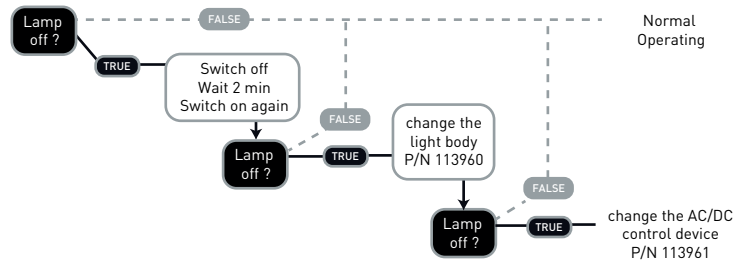 Lamp
off ?
FALSE
Normal
Operating
TRUE
Switch off
Wait 2 min
Switch on again
FALSE
Lamp
off ?
TRUE
change the
light body
P/N 113960
FALSE
Lamp
off ?
TRUE
change the AC/DC
control device
P/N 113961